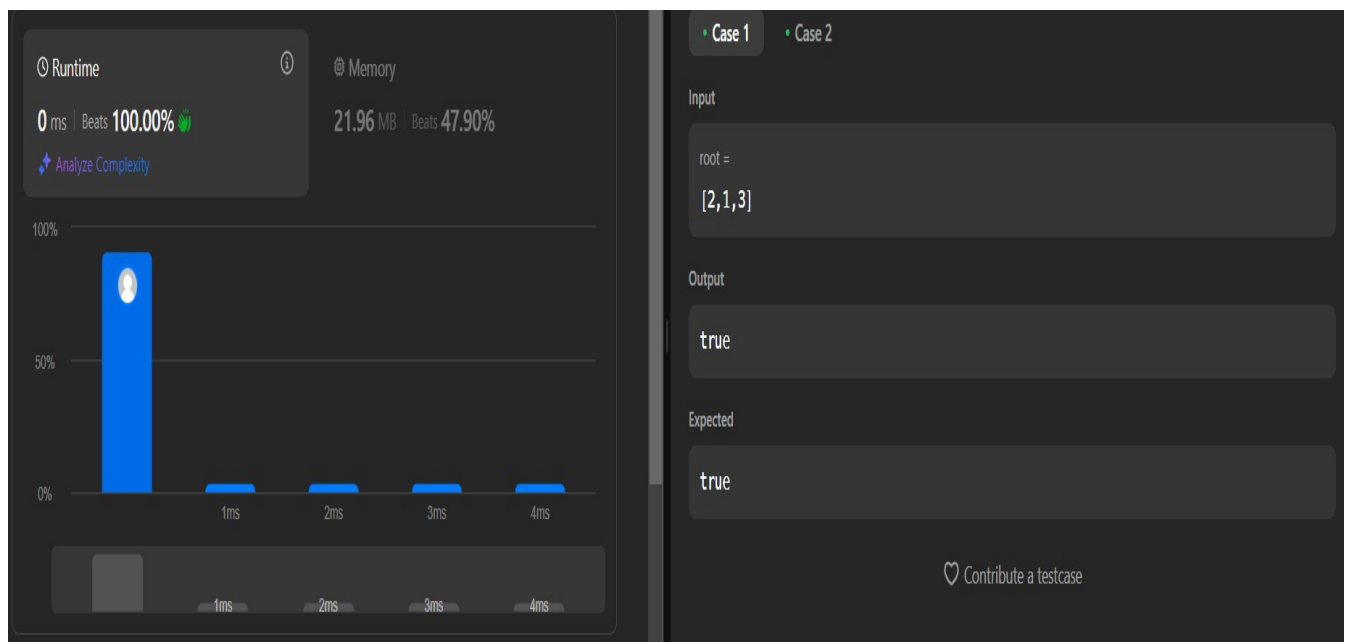 Runtime
Memory
0 ms | Beats 100.00%
21.96 MB | Beats 47.90%
Analyze Complexity
100%
50%
0%
1ms 2ms 3ms 4ms
1ms 2ms 3ms 4ms
Case 1 Case 2
Input
root =
[2,1,3]
Output
true
Expected
true
Contribute a testcase